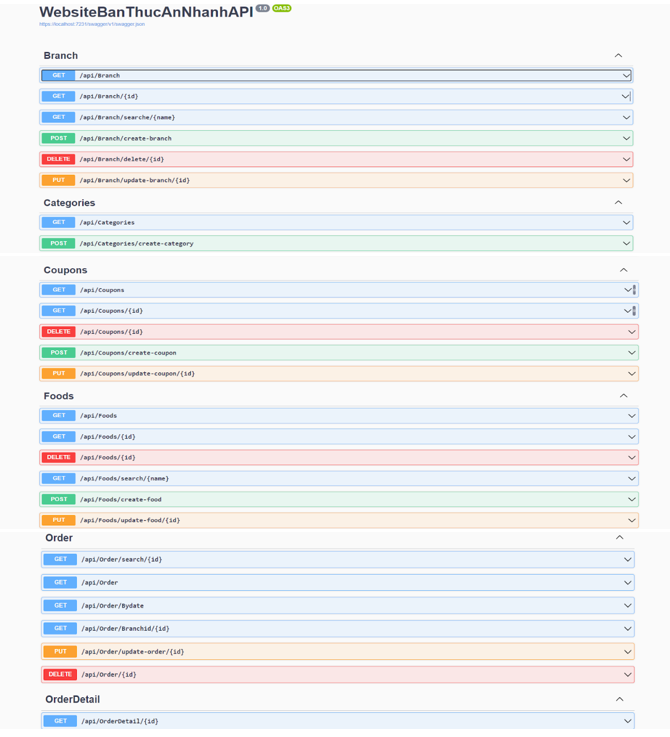 WebsiteBanThucAnNhanhAPI 1.0 OAS3
https://localhost:7231/swagger/v1/swagger.json
Branch
GET /api/Branch
GET /api/Branch/{id}
GET /api/Branch/searche/{name}
POST /api/Branch/create-branch
DELETE /api/Branch/delete/{id}
PUT /api/Branch/update-branch/{id}
Categories
GET /api/Categories
POST /api/Categories/create-category
Coupons
GET /api/Coupons
GET /api/Coupons/{id}
DELETE /api/Coupons/{id}
POST /api/Coupons/create-coupon
PUT /api/Coupons/update-coupon/{id}
Foods
GET /api/Foods
GET /api/Foods/{id}
DELETE /api/Foods/{id}
GET /api/Foods/search/{name}
POST /api/Foods/create-food
PUT /api/Foods/update-food/{id}
Order
GET /api/Order/search/{id}
GET /api/Order
GET /api/Order/Bydate
GET /api/Order/Branchid/{id}
PUT /api/Order/update-order/{id}
DELETE /api/Order/{id}
OrderDetail
GET /api/OrderDetail/{id}